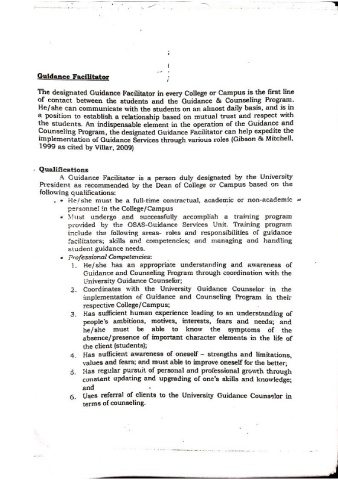 Guidance Facilitator
The designated Guidance Facilitator in every College or Campus is the first line
of contact between the students and the Guidance & Counseling Program.
He/she can communicate with the students on an almost daily basis, and is in
a position to establish a relationship based on mutual trust and respect with
the students. An indispensable element in the operation of the Guidance and
Counseling Program, the designated Guidance Facilitator can help expedite the
implementation of Guidance Services through various roles (Gibson & Mitchell,
1999 as cited by Villar, 2009)
Qualifications
A Guidance Facilitator is a person duly designated by the University
President as recommended by the Dean of College or Campus based on the
following qualifications:
• He/she must be a full-time contractual, academic or non-academic
personnel in the College/Campus
• Must undergo and successfully accomplish a training program
provided by the OSAS-Guidance Services Unit. Training program
include the following areas- roles and responsibilities of guidance
facilitators; skills and competencies; and managing and handling
student guidance needs.
• Professional Competencies:
1. He/she has an appropriate understanding and awareness of
Guidance and Counseling Program through coordination with the
University Guidance Counselor;
2. Coordinates with the University Guidance Counselor in the
implementation of Guidance and Counseling Program in their
respective College/Campus;
3. Has sufficient human experience leading to an understanding of
people's ambitions, motives, interests, fears and needs; and
he/she must be able to know the symptoms of the
absence/presence of important character elements in the life of
the client (students);
4. Has sufficient awareness of oneself – strengths and limitations,
values and fears; and must able to improve oneself for the better;
5. Has regular pursuit of personal and professional growth through
constant updating and upgrading of one's skills and knowledge;
and
6. Uses referral of clients to the University Guidance Counselor in
terms of counseling.